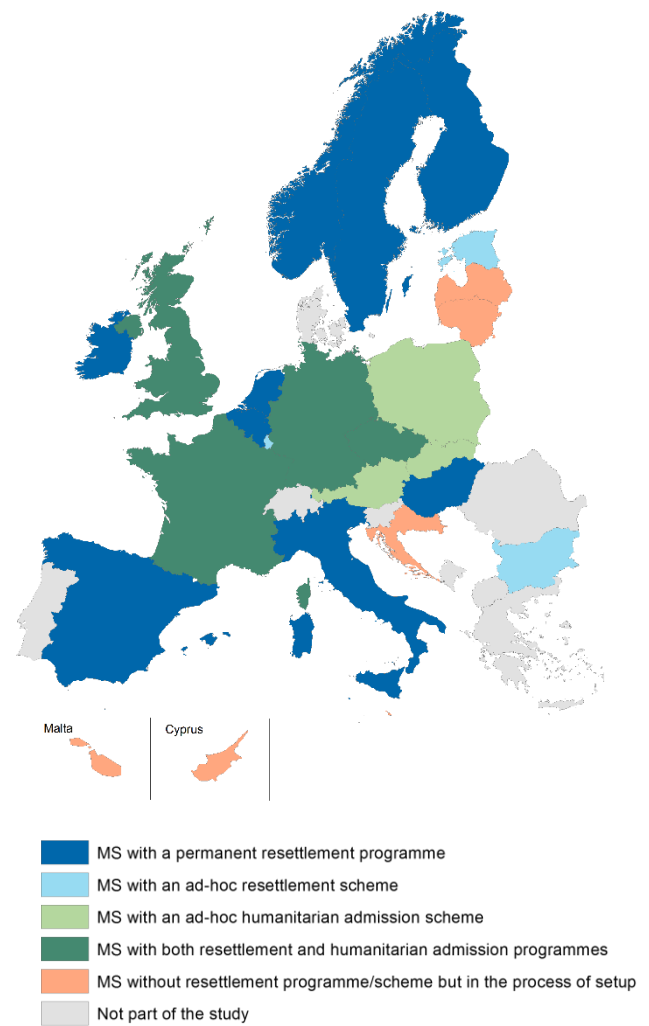 Malta
Cyprus
MS with a permanent resettlement programme
MS with an ad-hoc resettlement scheme
MS with an ad-hoc humanitarian admission scheme
MS with both resettlement and humanitarian admission programmes
MS without resettlement programme/scheme but in the process of setup
Not part of the study